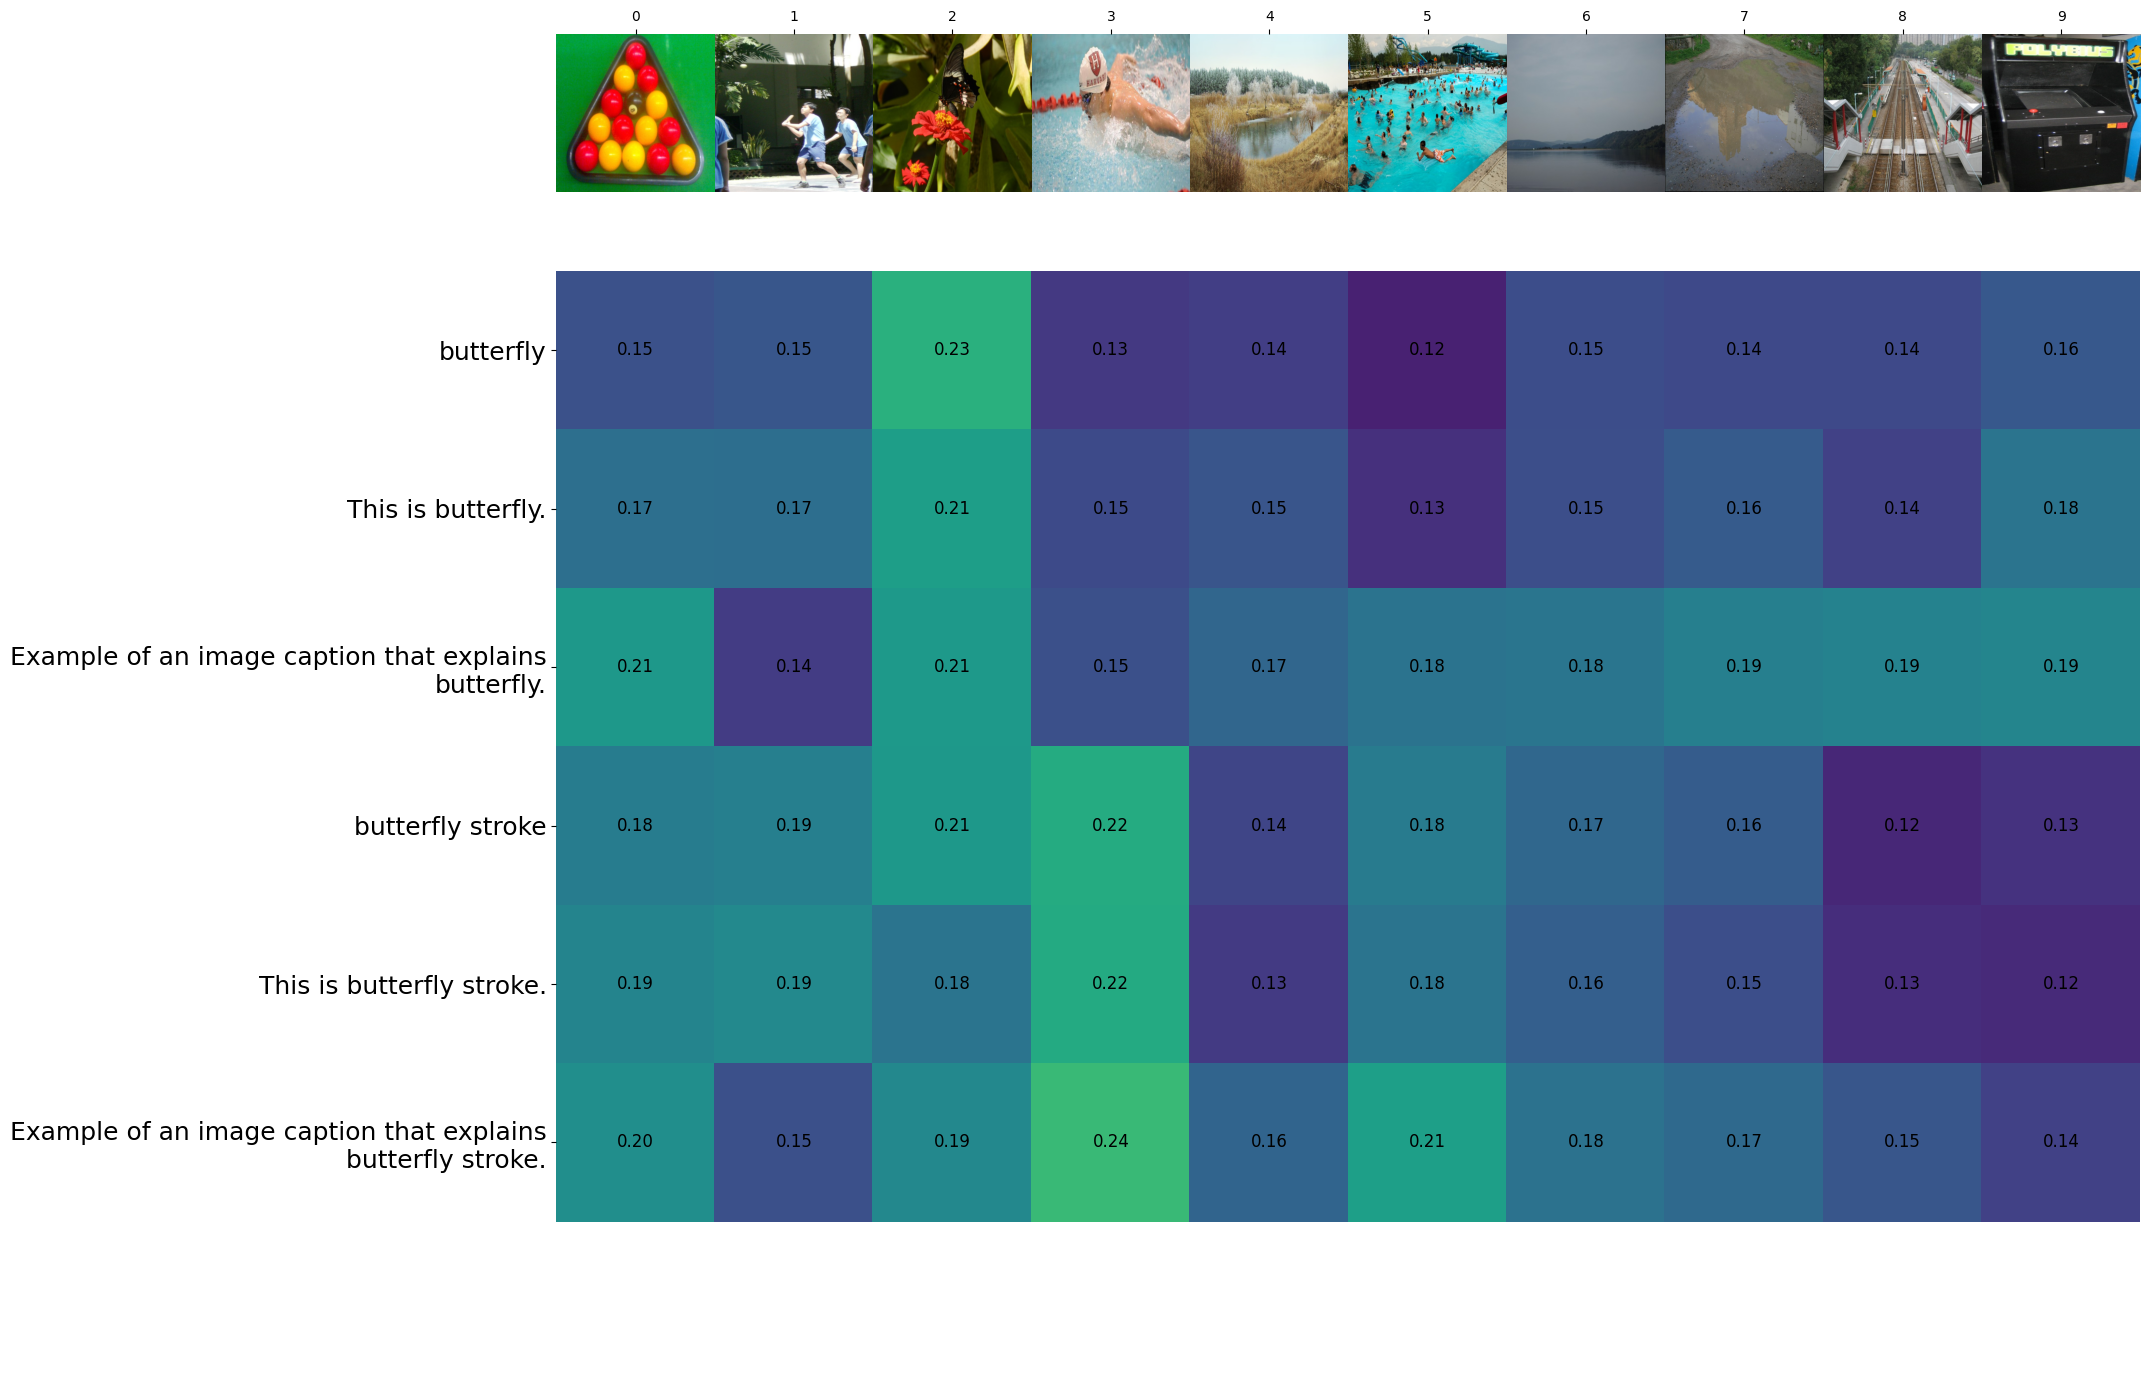 0 1 2 3 4 5 6 7 8 9
POLYBIUS
butterfly 0.15 0.15 0.23 0.13 0.14 0.12 0.15 0.14 0.14 0.16
This is butterfly. 0.17 0.17 0.21 0.15 0.15 0.13 0.15 0.16 0.14 0.18
Example of an image caption that explains
butterfly. 0.21 0.14 0.21 0.15 0.17 0.18 0.18 0.19 0.19 0.19
butterfly stroke 0.18 0.19 0.21 0.22 0.14 0.18 0.17 0.16 0.12 0.13
This is butterfly stroke. 0.19 0.19 0.18 0.22 0.13 0.18 0.16 0.15 0.13 0.12
Example of an image caption that explains
butterfly stroke. 0.20 0.15 0.19 0.24 0.16 0.21 0.18 0.17 0.15 0.14